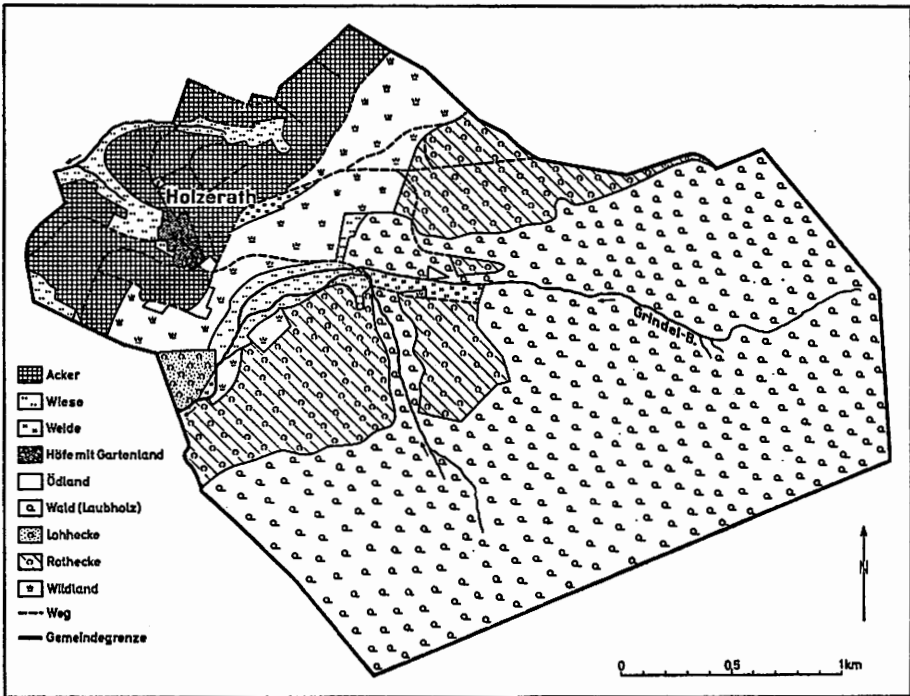 Holzerath
Grindel-B.
Acker
Wiese
Weide
Höfe mit Gartenland
Ödland
Wald (Laubholz)
Lohhecke
Rothecke
Wildland
Weg
Gemeindegrenze
N
0 0,5 1km